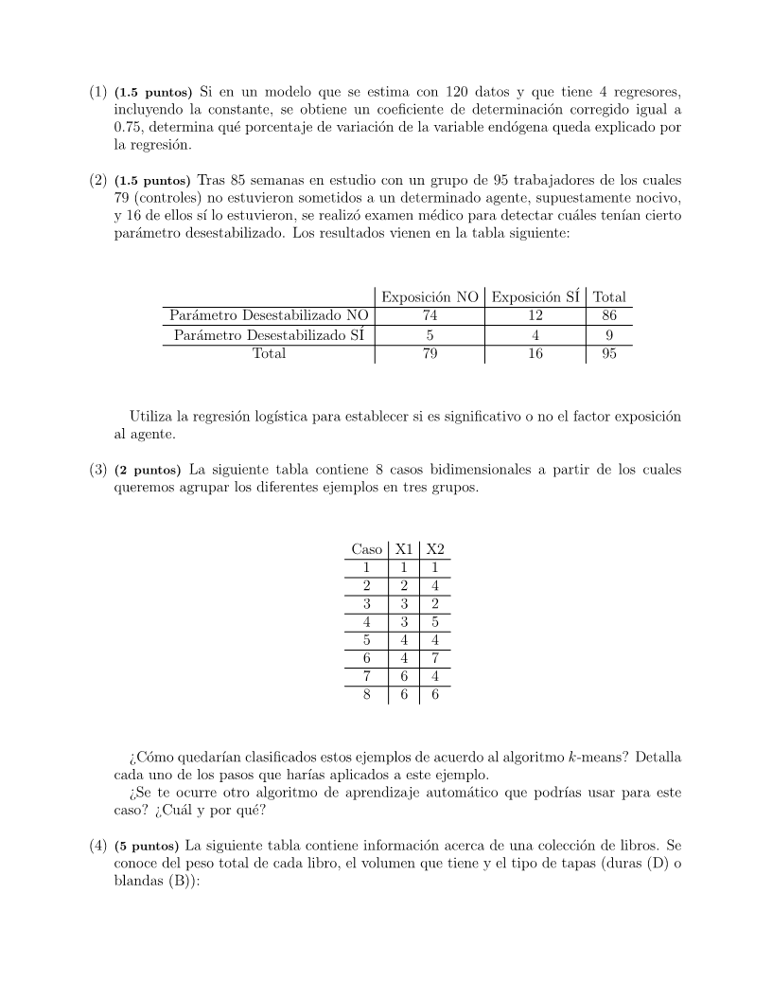 (1) (1.5 puntos) Si en un modelo que se estima con 120 datos y que tiene 4 regresores,
incluyendo la constante, se obtiene un coeficiente de determinación corregido igual a
0.75, determina qué porcentaje de variación de la variable endógena queda explicado por
la regresión.
(2) (1.5 puntos) Tras 85 semanas en estudio con un grupo de 95 trabajadores de los cuales
79 (controles) no estuvieron sometidos a un determinado agente, supuestamente nocivo,
y 16 de ellos sí lo estuvieron, se realizó examen médico para detectar cuáles tenían cierto
parámetro desestabilizado. Los resultados vienen en la tabla siguiente:
Exposición NO Exposición SÍ Total
Parámetro Desestabilizado NO 74 12 86
Parámetro Desestabilizado SÍ 5 4 9
Total 79 16 95
Utiliza la regresión logística para establecer si es significativo o no el factor exposición
al agente.
(3) (2 puntos) La siguiente tabla contiene 8 casos bidimensionales a partir de los cuales
queremos agrupar los diferentes ejemplos en tres grupos.
Caso X1 X2
1 1 1
2 2 4
3 3 2
4 3 5
5 4 4
6 4 7
7 6 4
8 6 6
¿Cómo quedarían clasificados estos ejemplos de acuerdo al algoritmo k-means? Detalla
cada uno de los pasos que harías aplicados a este ejemplo.
¿Se te ocurre otro algoritmo de aprendizaje automático que podrías usar para este
caso? ¿Cuál y por qué?
(4) (5 puntos) La siguiente tabla contiene información acerca de una colección de libros. Se
conoce del peso total de cada libro, el volumen que tiene y el tipo de tapas (duras (D) o
blandas (B)):